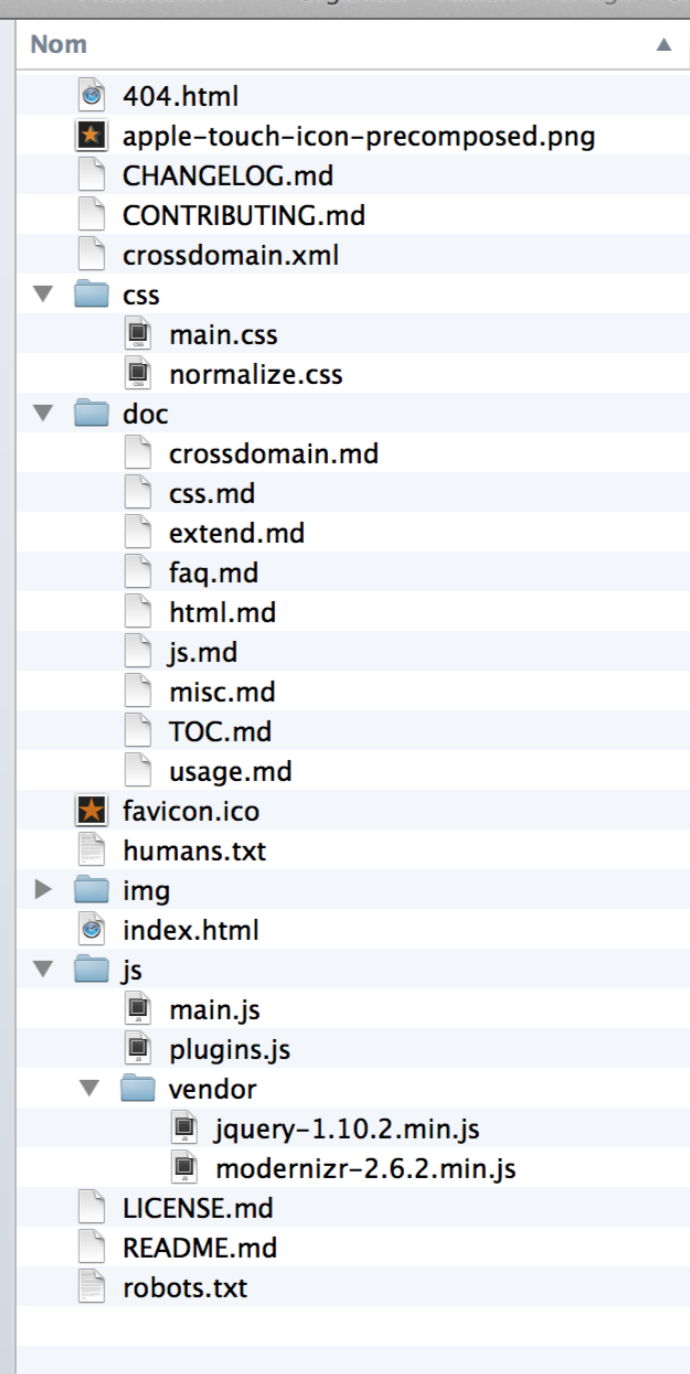 Nom
404.html
apple-touch-icon-precomposed.png
CHANGELOG.md
CONTRIBUTING.md
crossdomain.xml
css
main.css
normalize.css
doc
crossdomain.md
css.md
extend.md
faq.md
html.md
js.md
misc.md
TOC.md
usage.md
favicon.ico
humans.txt
img
index.html
js
main.js
plugins.js
vendor
jquery-1.10.2.min.js
modernizr-2.6.2.min.js
LICENSE.md
README.md
robots.txt